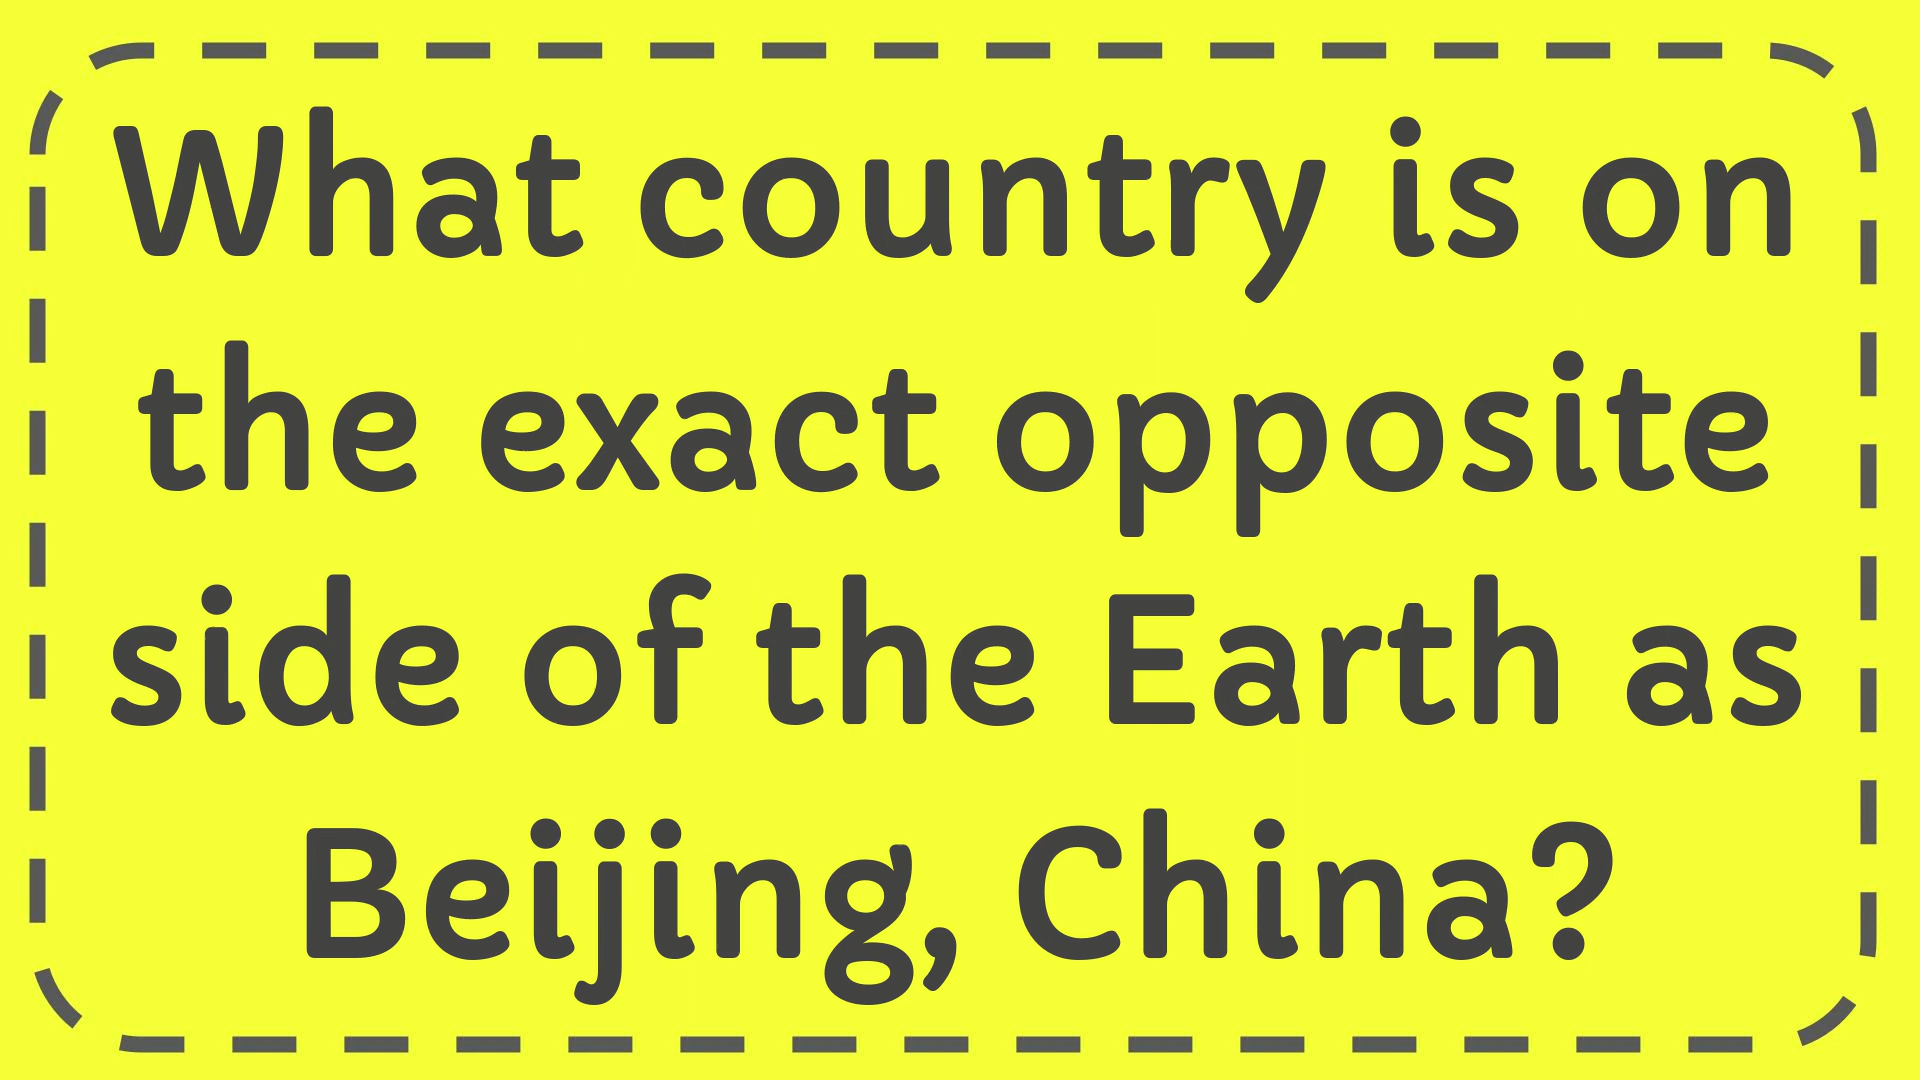 What country is on
the exact opposite
side of the Earth as
Beijing, China?